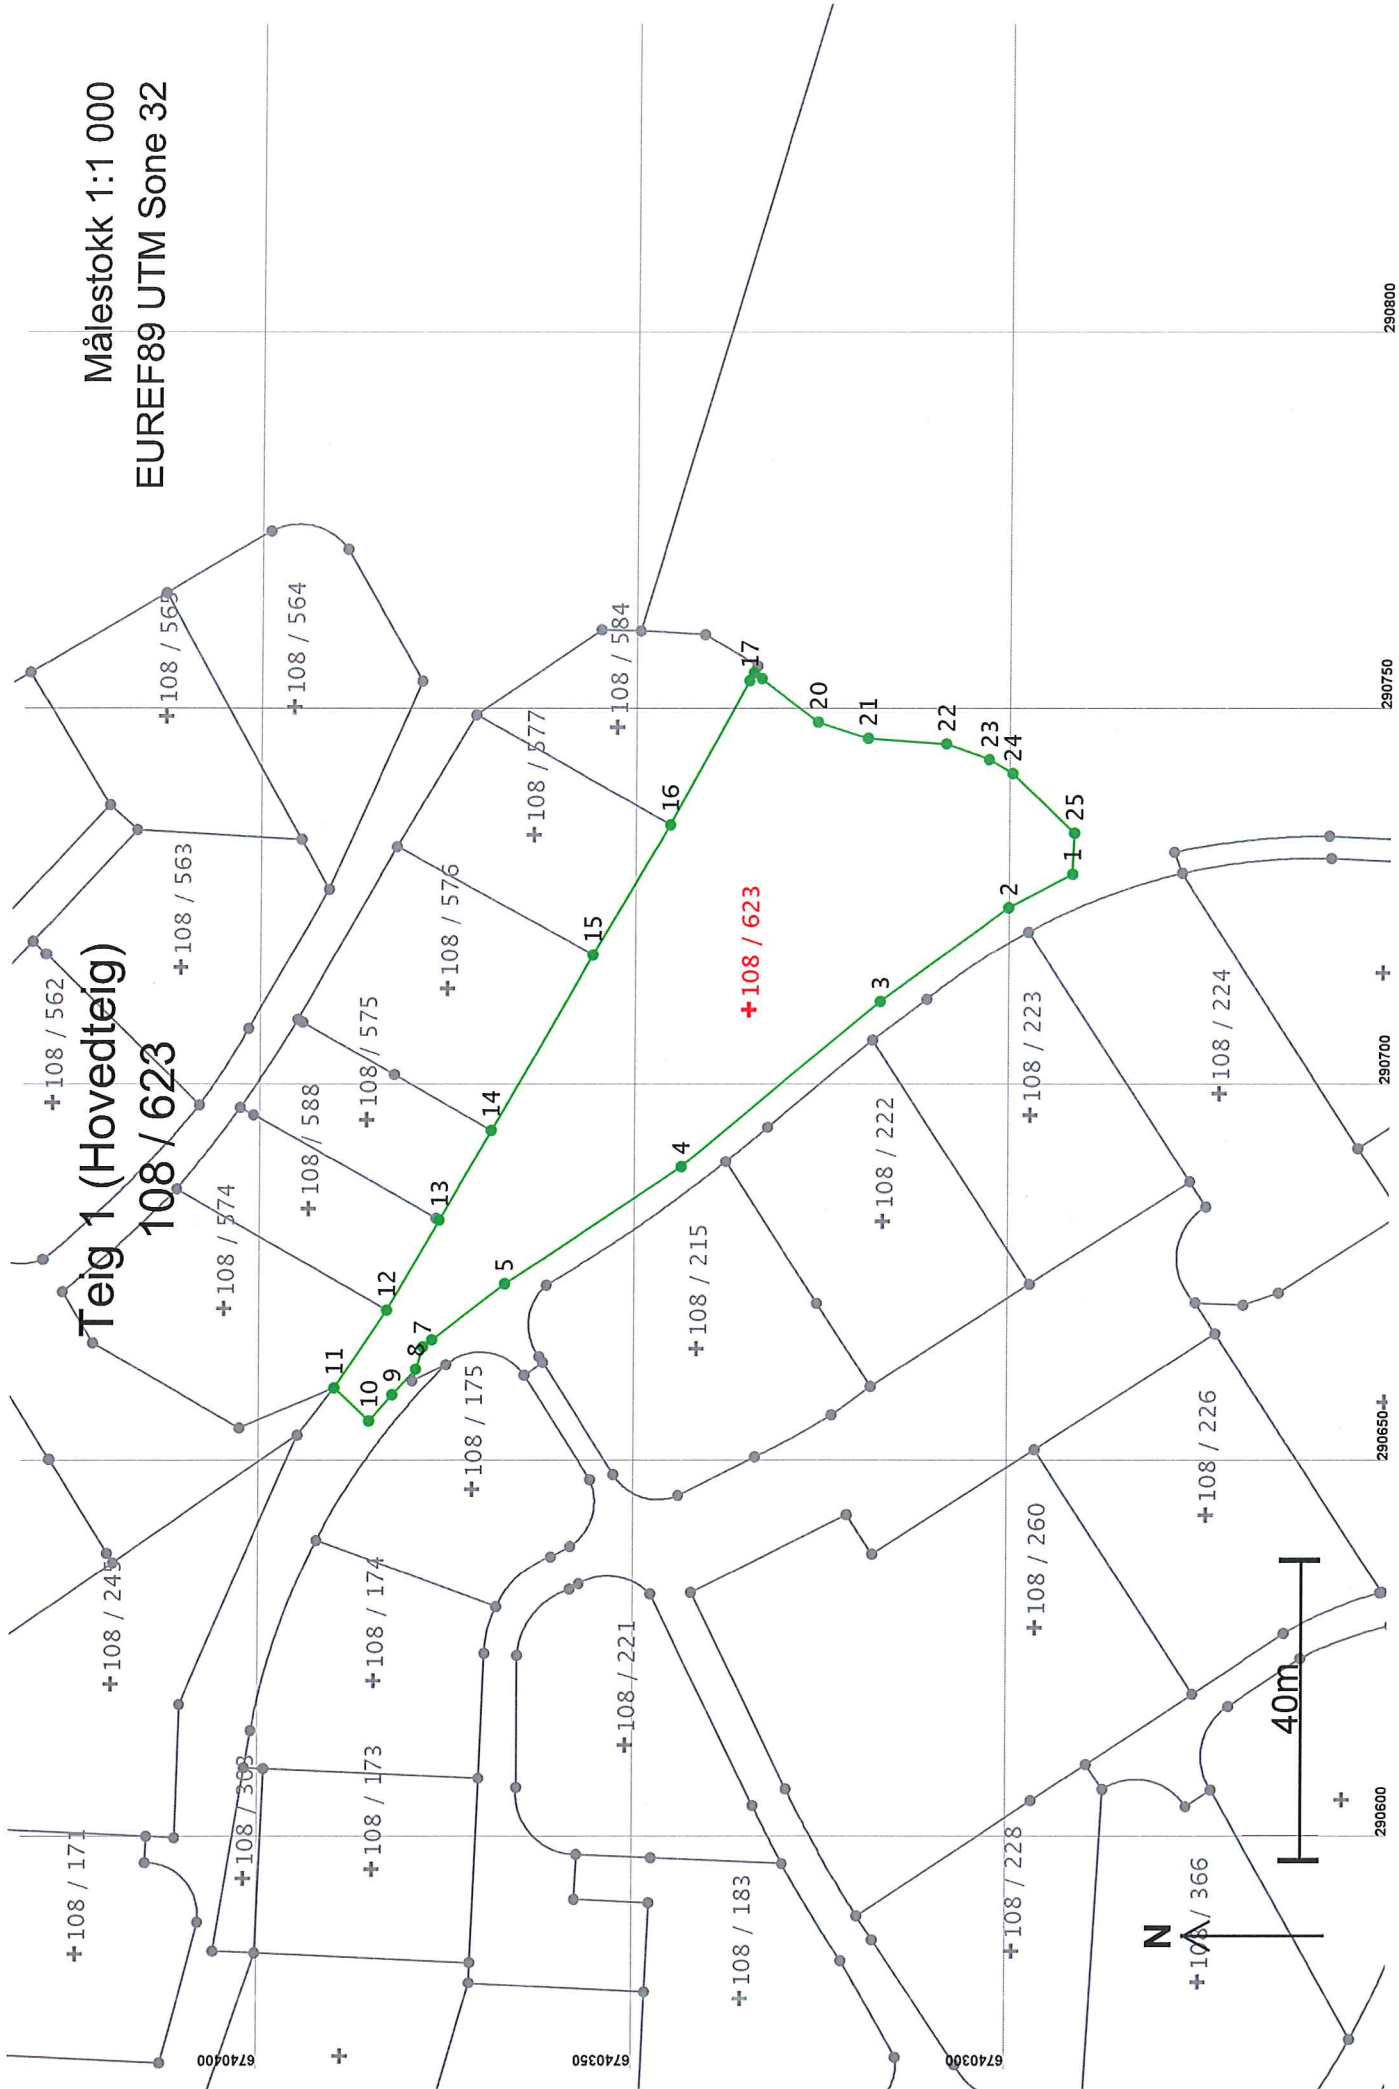 Teig 1 (Hovedteig)
108 / 623
Målestokk 1:1 000
EUREF89 UTM Sone 32
108 / 171
108 / 245
108 / 562
108 / 563
108 / 565
108 / 564
108 / 363
108 / 173
108 / 174
108 / 175
108 / 574
108 / 588
108 / 575
108 / 576
108 / 577
108 / 584
11
10
9
8
7
12
13
14
15
16
17
5
4
3
2
1
20
21
22
23
24
25
108 / 623
108 / 183
108 / 221
108 / 215
108 / 222
108 / 223
108 / 224
108 / 228
108 / 260
108 / 226
108 / 366
N
40m
6740400
6740350
6740300
290600
290650
290700
290750
290800